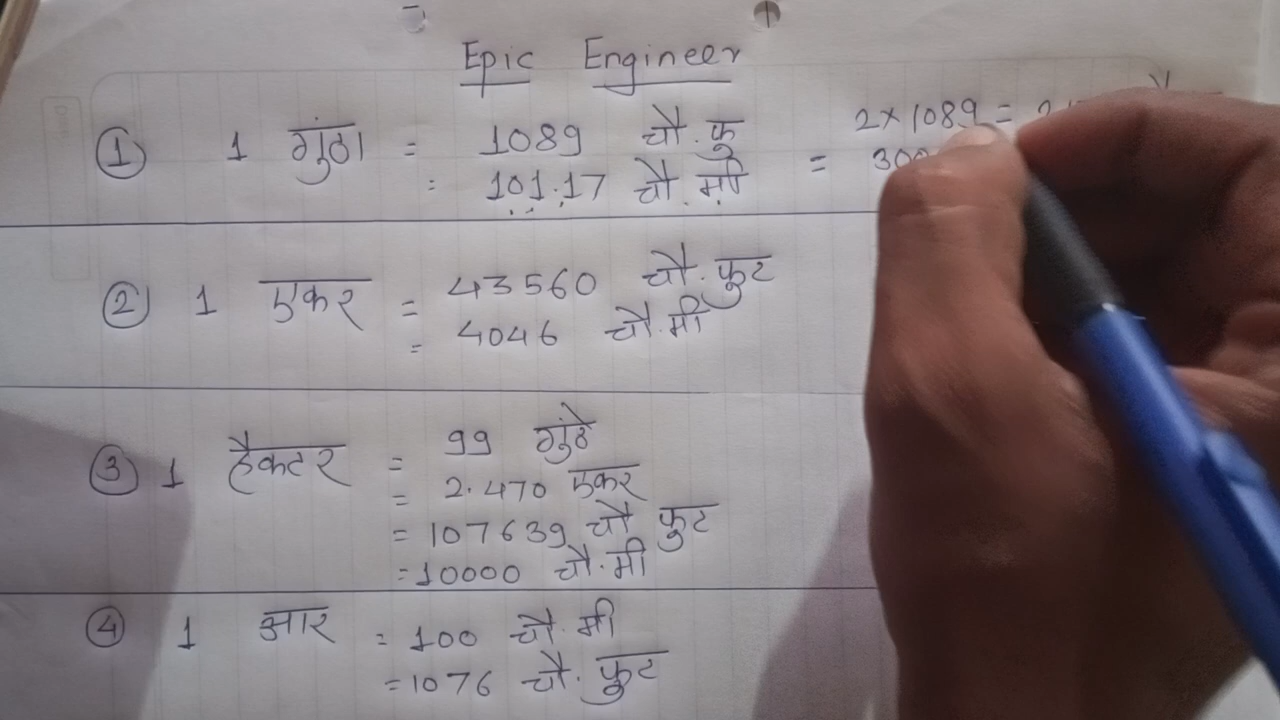 Epic Engineer
① 1 गुंठा = 1089 चौ.फु 2×1089=
= 101.17 चौ.मी =
② 1 एकर = 43560 चौ.फुट
= 4046 चौ.मी
③ 1 हेक्टर = 99 गुंठे
= 2.470 एकर
= 107639 चौ फुट
=10000 चौ.मी
④ 1 आर = 100 चौ.मी
=1076 चौ.फुट